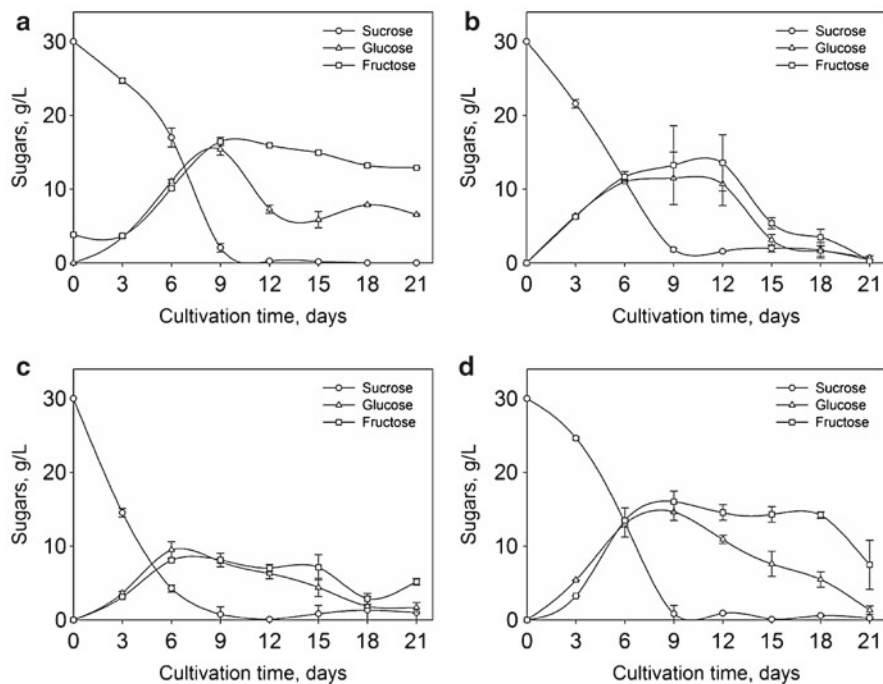 a
Sucrose
Glucose
Fructose
Sugars, g/L
30
20
10
0
0 3 6 9 12 15 18 21
Cultivation time, days
b
Sucrose
Glucose
Fructose
Sugars, g/L
30
20
10
0
0 3 6 9 12 15 18 21
Cultivation time, days
c
Sucrose
Glucose
Fructose
Sugars, g/L
30
20
10
0
0 3 6 9 12 15 18 21
Cultivation time, days
d
Sucrose
Glucose
Fructose
Sugars, g/L
30
20
10
0
0 3 6 9 12 15 18 21
Cultivation time, days